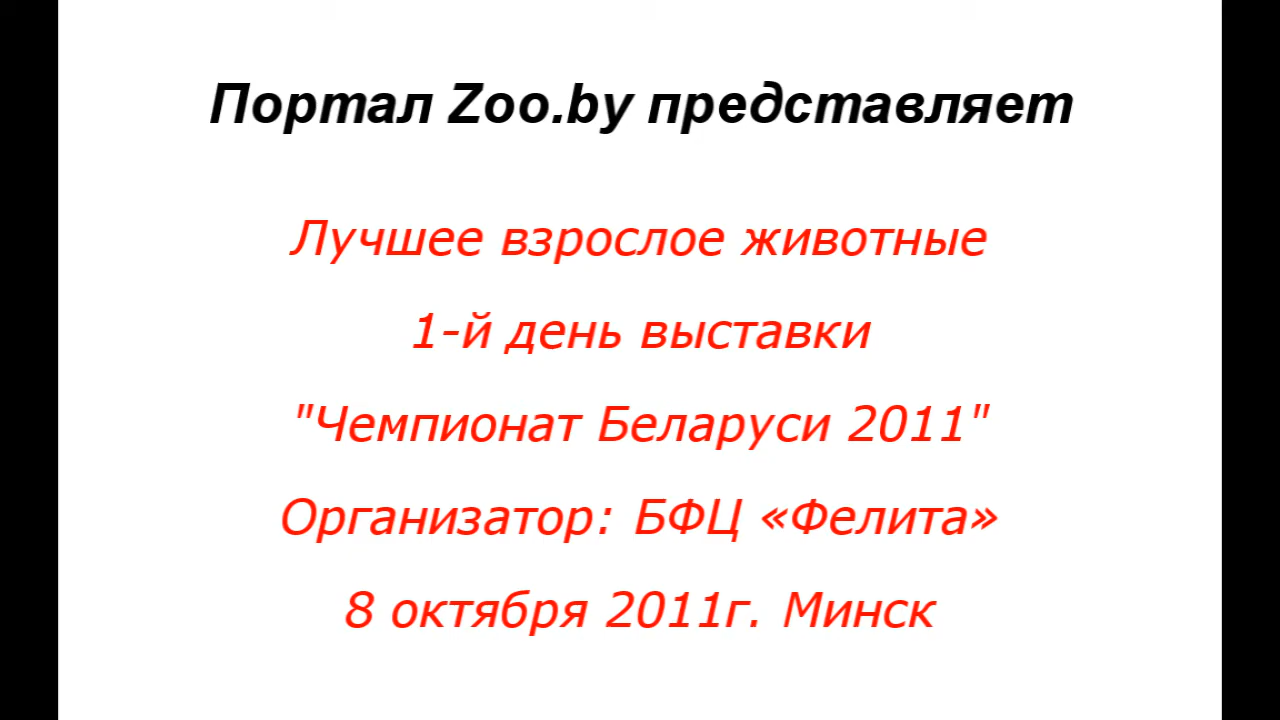 Портал Zoo.by представляет
Лучшее взрослое животные
1-й день выставки
"Чемпионат Беларуси 2011"
Организатор: БФЦ «Фелита»
8 октября 2011г. Минск